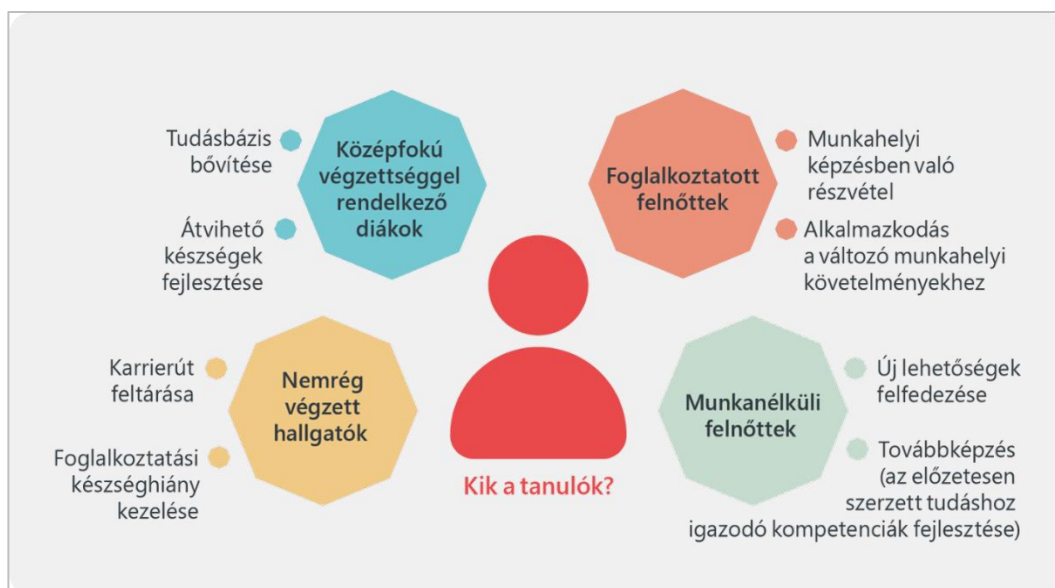 Tudásbázis
bővítése
Átvihető
készségek
fejlesztése
Középfokú
végzettséggel
rendelkező
diákok
Foglalkoztatott
felnőttek
Munkahelyi
képzésben való
részvétel
Alkalmazkodás
a változó munkahelyi
követelményekhez
Karrierút
feltárása
Foglalkoztatási
készséghiány
kezelése
Nemrég
végzett
hallgatók
Kik a tanulók?
Munkanélküli
felnőttek
Új lehetőségek
felfedezése
Továbbképzés
(az előzetesen
szerzett tudáshoz
igazodó kompetenciák fejlesztése)